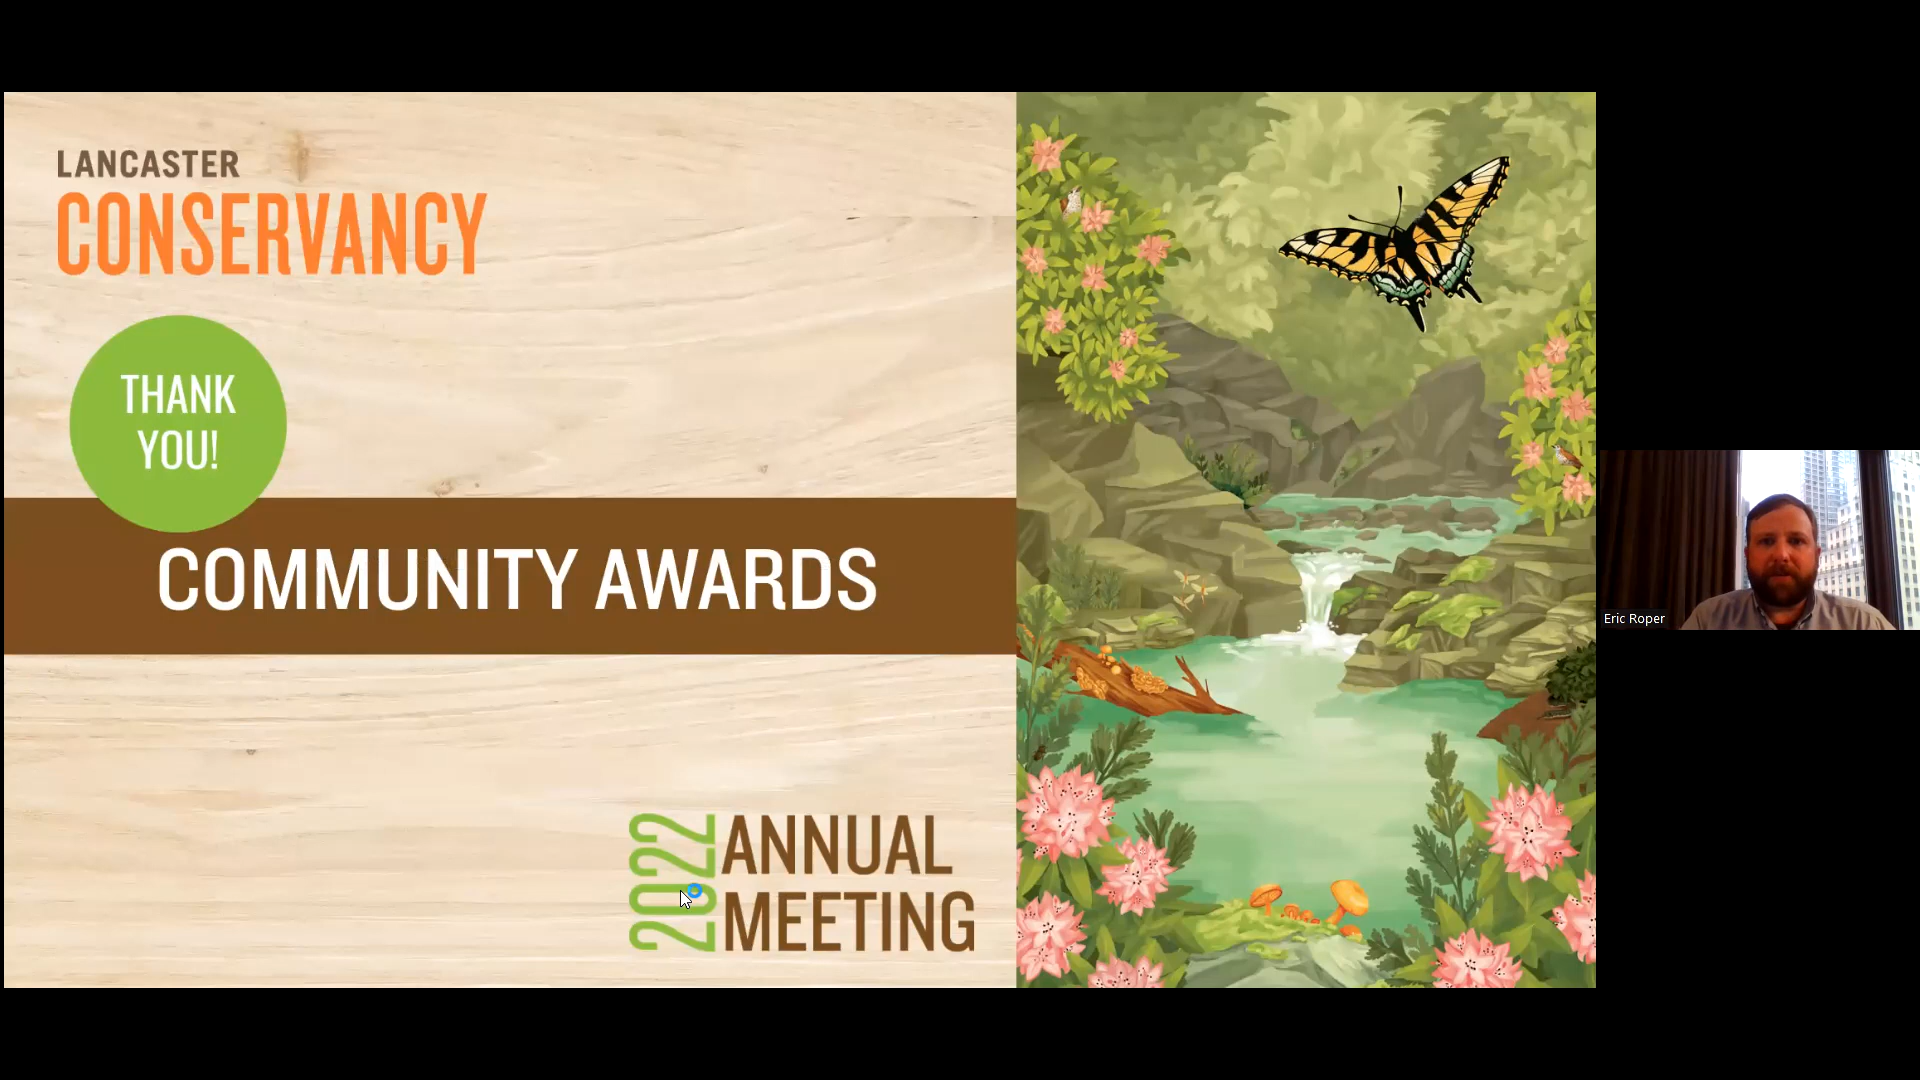 LANCASTER
CONSERVANCY
THANK
YOU!
COMMUNITY AWARDS
2022
ANNUAL
MEETING
Eric Roper